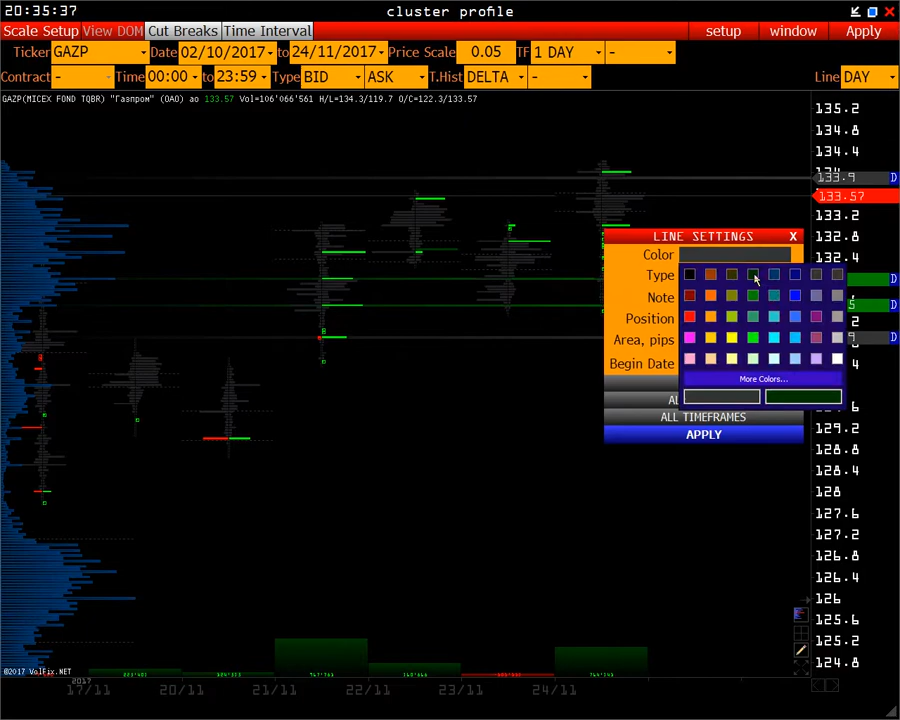 20:35:37 cluster profile
Scale Setup View DOM Cut Breaks Time Interval setup window Apply
Ticker GAZP Date 02/10/2017 to 24/11/2017 Price Scale 0.05 TF 1 DAY -
Contract - Time 00:00 to 23:59 Type BID ASK T.Hist DELTA - Line DAY
GAZP(MICEX FOND TQBR) "Газпром" (ОАО) ао 133.57 Vol=106'066'561 H/L=134.3/119.7 O/C=122.3/133.57
135.2
134.8
134.4
133.9 D
133.57
133.2
LINE SETTINGS X
132.8
Color
132.4
Type
D
Note
D
Position
Area, pips
D
Begin Date
More Colors...
ALL TIMEFRAMES
129.2
APPLY
128.8
128.4
128
127.6
127.2
126.8
126.4
126
125.6
125.2
124.8
©2017 VolFix.NET
2017
17/11 20/11 21/11 22/11 23/11 24/11